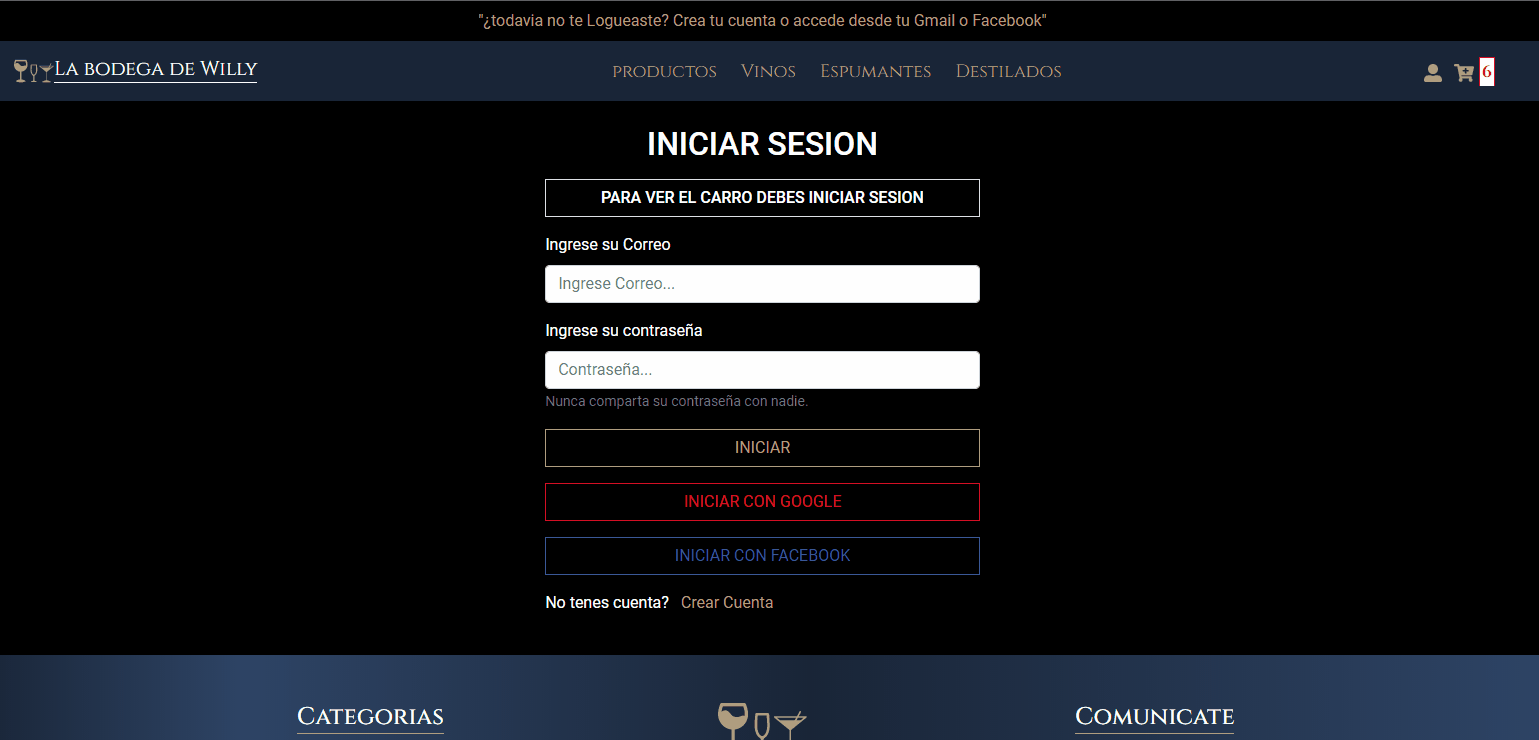 "¿todavia no te Logueaste? Crea tu cuenta o accede desde tu Gmail o Facebook"
La bodega de Willy
productos Vinos Espumantes Destilados
6
INICIAR SESION
PARA VER EL CARRO DEBES INICIAR SESION
Ingrese su Correo
Ingrese Correo...
Ingrese su contraseña
Contraseña...
Nunca comparta su contraseña con nadie.
INICIAR
INICIAR CON GOOGLE
INICIAR CON FACEBOOK
No tenes cuenta? Crear Cuenta
Categorias
Comunicate